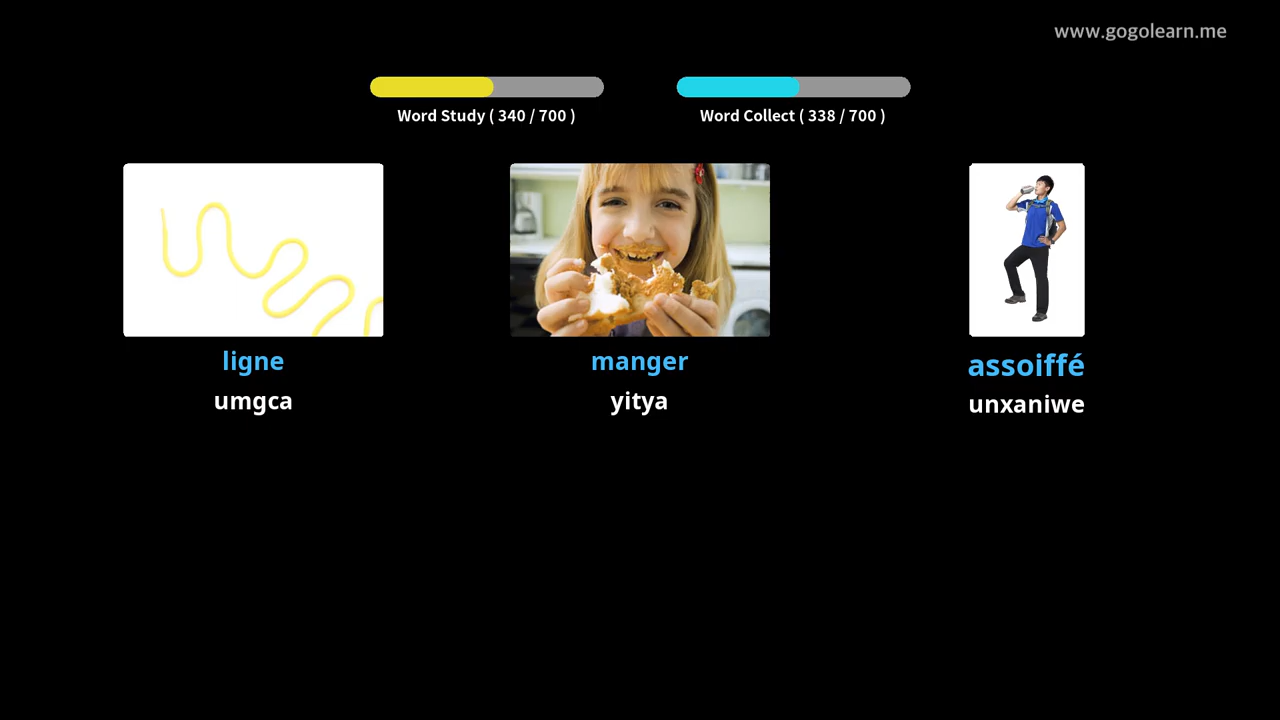 www.gogolearn.me
Word Study ( 340 / 700 )
Word Collect ( 338 / 700 )
ligne
manger
assoiffé
umgca
yitya
unxaniwe